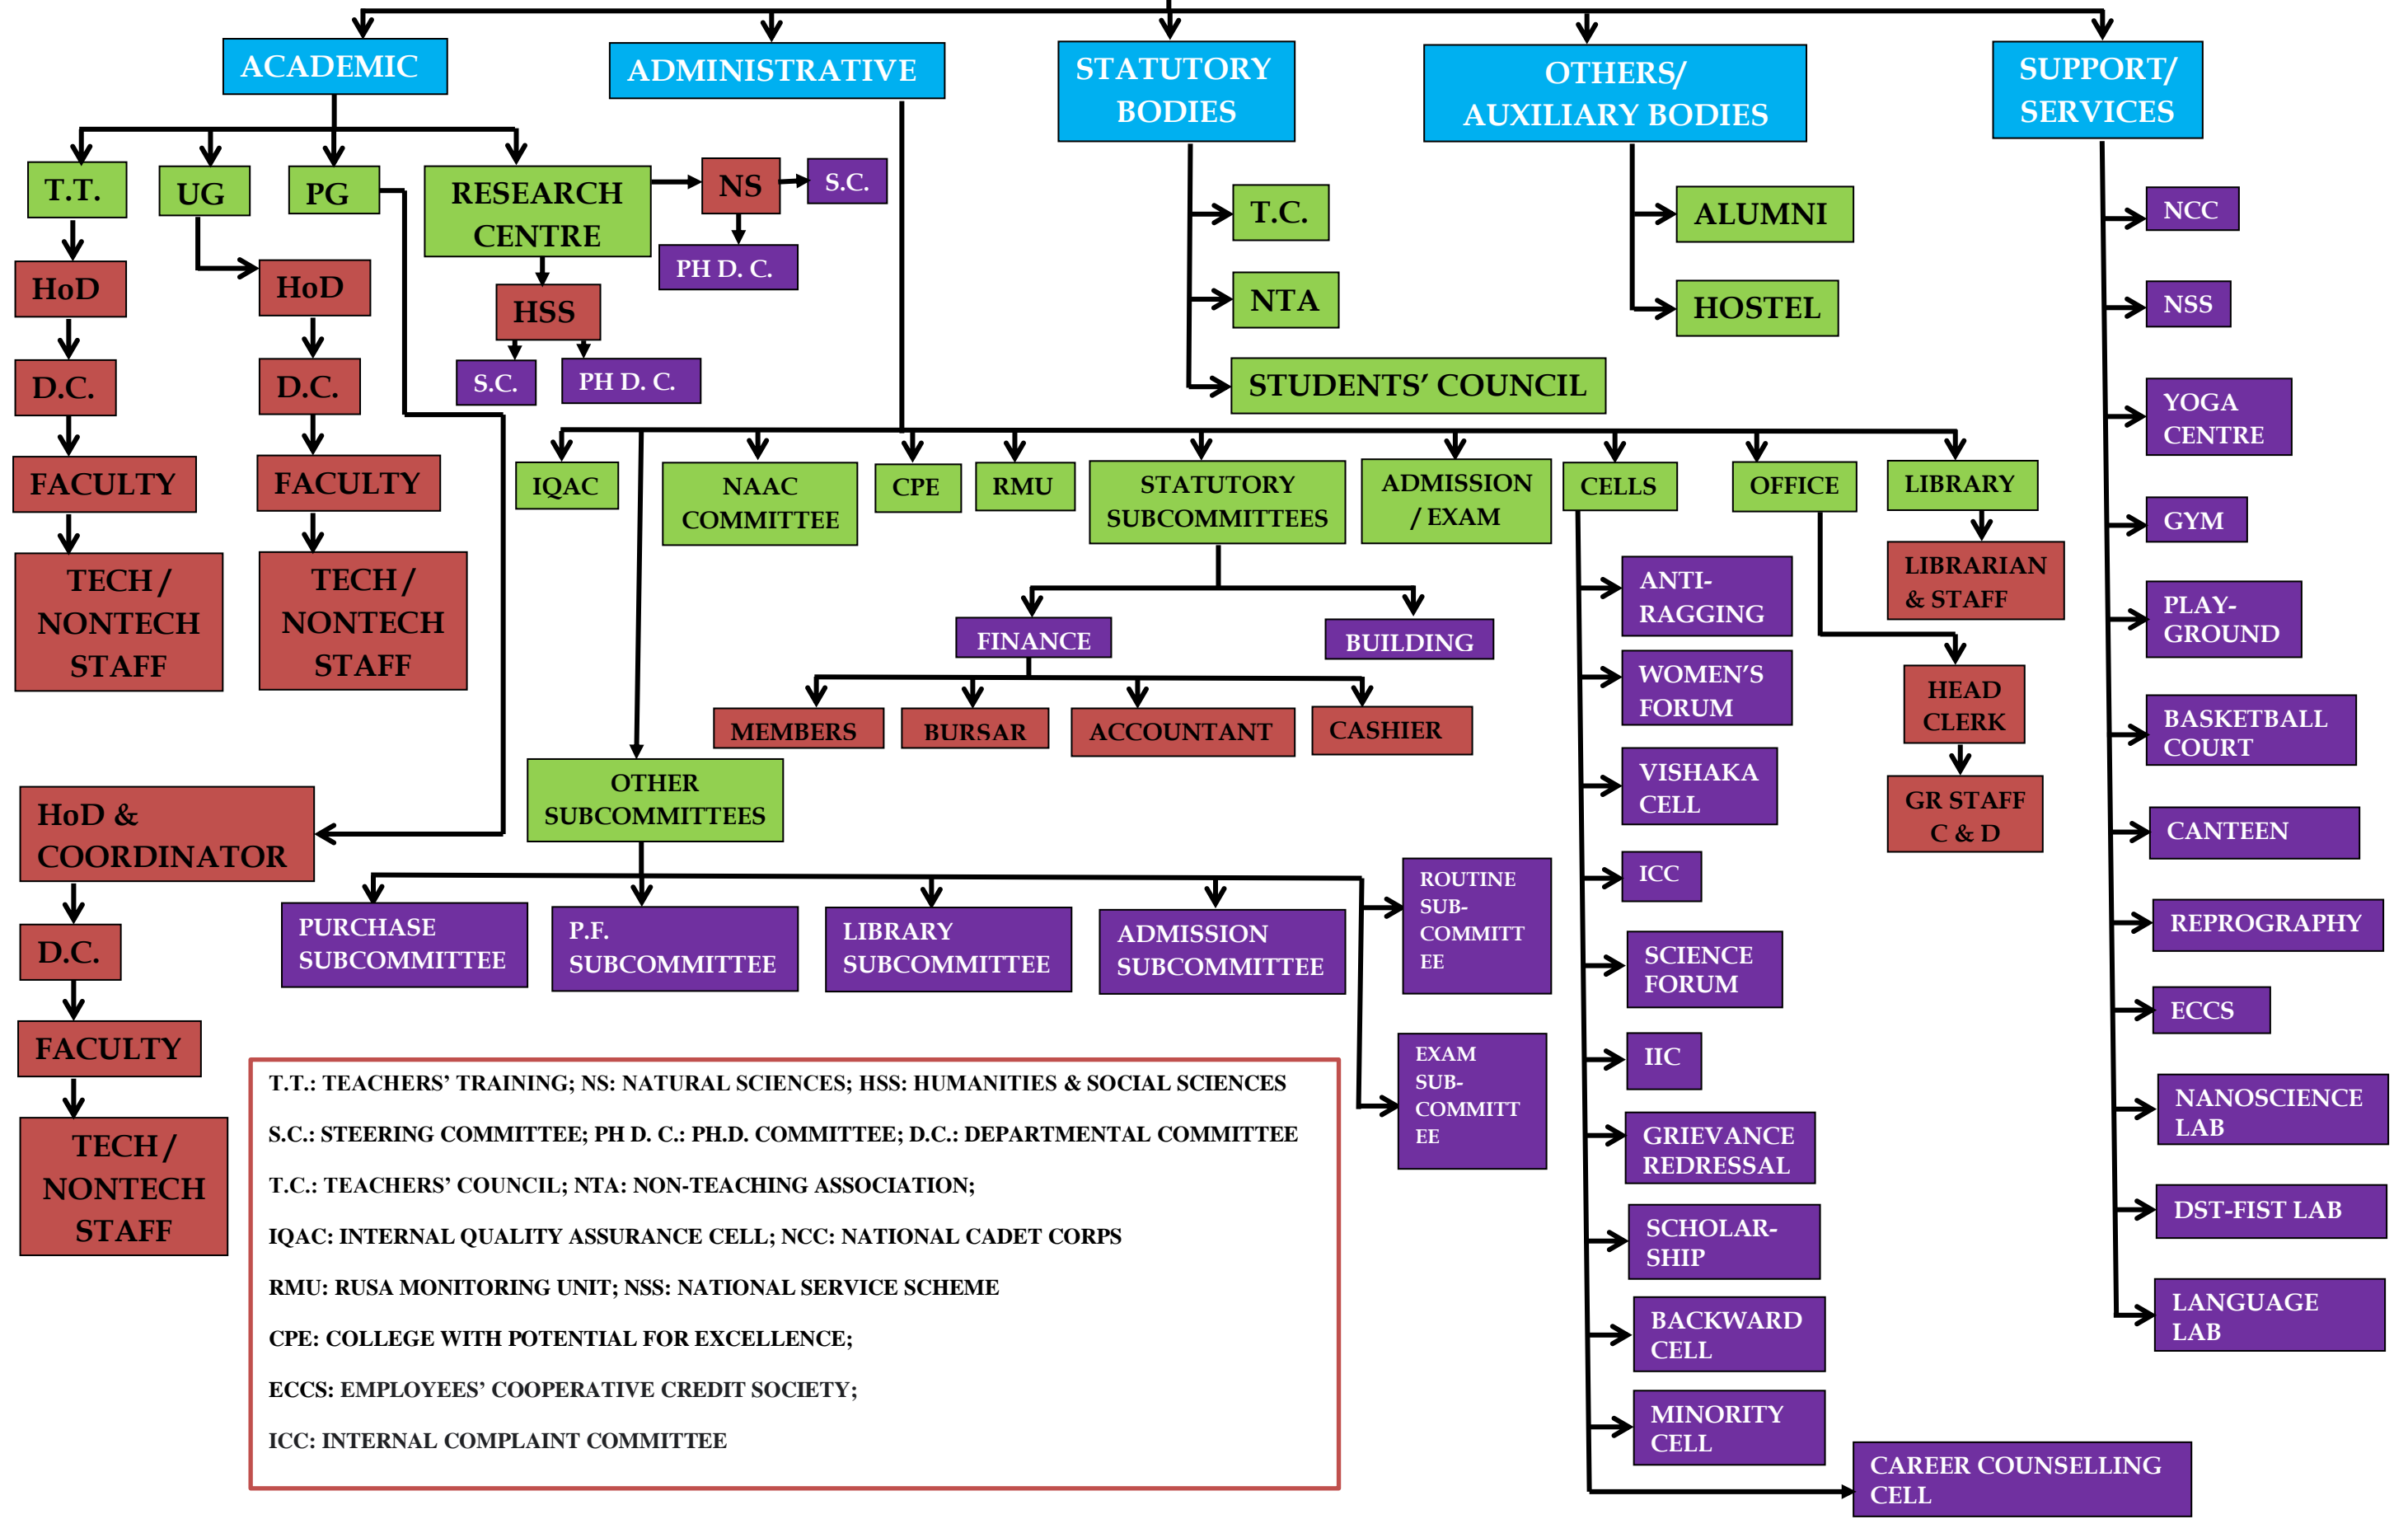 ACADEMIC
ADMINISTRATIVE
STATUTORY
BODIES
OTHERS/
AUXILIARY BODIES
SUPPORT/
SERVICES
T.T.
UG
PG
RESEARCH
CENTRE
NS
S.C.
PH D. C.
HSS
S.C.
PH D. C.
HoD
D.C.
FACULTY
TECH/
NONTECH
STAFF
HoD
D.C.
FACULTY
TECH/
NONTECH
STAFF
HoD &
COORDINATOR
D.C.
FACULTY
TECH/
NONTECH
STAFF
T.C.
NTA
STUDENTS' COUNCIL
ALUMNI
HOSTEL
IQAC
NAAC
COMMITTEE
CPE
RMU
STATUTORY
SUBCOMMITTEES
ADMISSION
/ EXAM
CELLS
OFFICE
LIBRARY
FINANCE
BUILDING
MEMBERS
BURSAR
ACCOUNTANT
CASHIER
OTHER
SUBCOMMITTEES
PURCHASE
SUBCOMMITTEE
P.F.
SUBCOMMITTEE
LIBRARY
SUBCOMMITTEE
ADMISSION
SUBCOMMITTEE
ROUTINE
SUB-
COMMITT
EE
EXAM
SUB-
COMMITT
EE
ANTI-
RAGGING
WOMEN'S
FORUM
VISHAKA
CELL
ICC
SCIENCE
FORUM
IIC
GRIEVANCE
REDRESSAL
SCHOLAR-
SHIP
BACKWARD
CELL
MINORITY
CELL
CAREER COUNSELLING
CELL
LIBRARIAN
& STAFF
HEAD
CLERK
GR STAFF
C & D
NCC
NSS
YOGA
CENTRE
GYM
PLAY-
GROUND
BASKETBALL
COURT
CANTEEN
REPROGRAPHY
ECCS
NANOSCIENCE
LAB
DST-FIST LAB
LANGUAGE
LAB
T.T.: TEACHERS' TRAINING; NS: NATURAL SCIENCES; HSS: HUMANITIES & SOCIAL SCIENCES
S.C.: STEERING COMMITTEE; PH D. C.: PH.D. COMMITTEE; D.C.: DEPARTMENTAL COMMITTEE
T.C.: TEACHERS' COUNCIL; NTA: NON-TEACHING ASSOCIATION;
IQAC: INTERNAL QUALITY ASSURANCE CELL; NCC: NATIONAL CADET CORPS
RMU: RUSA MONITORING UNIT; NSS: NATIONAL SERVICE SCHEME
CPE: COLLEGE WITH POTENTIAL FOR EXCELLENCE;
ECCS: EMPLOYEES' COOPERATIVE CREDIT SOCIETY;
ICC: INTERNAL COMPLAINT COMMITTEE